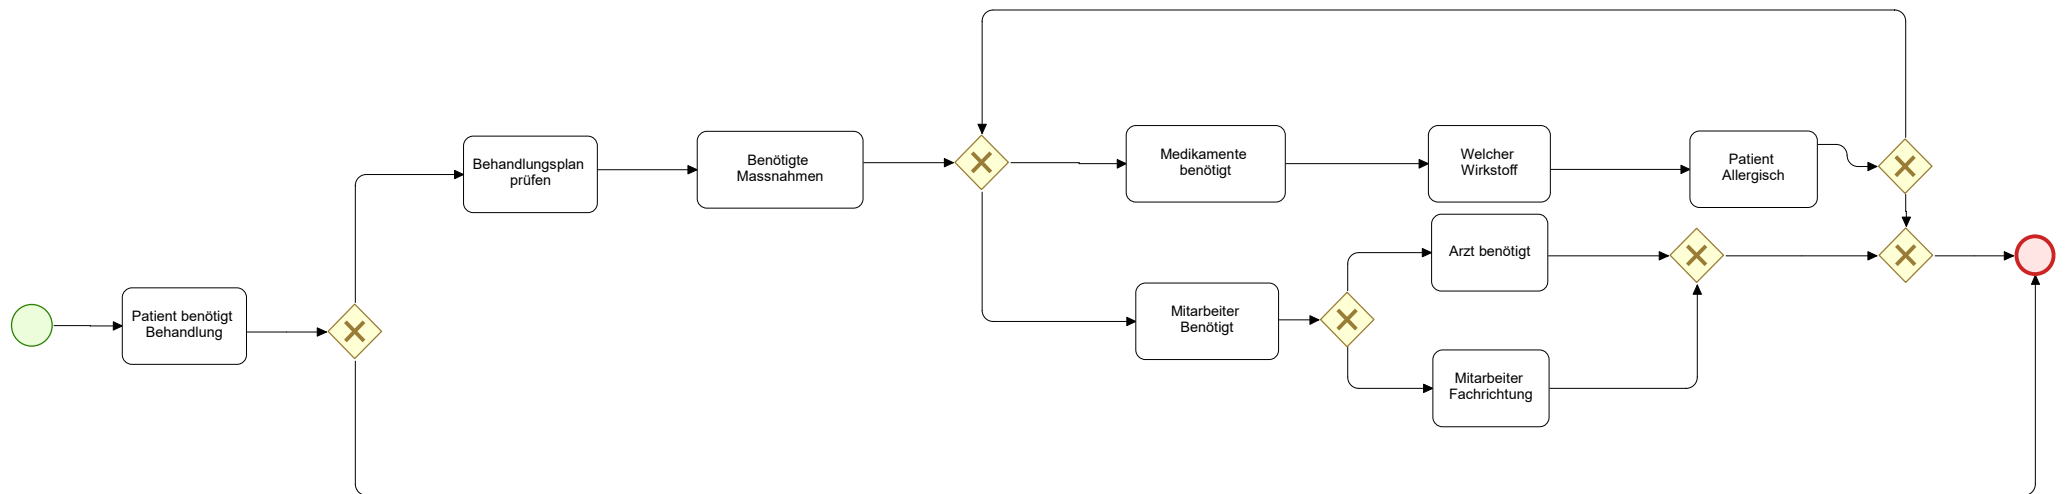 Patient benötigt
Behandlung
Behandlungsplan
prüfen
Benötigte
Massnahmen
Medikamente
benötigt
Welcher
Wirkstoff
Patient
Allergisch
Mitarbeiter
Benötigt
Arzt benötigt
Mitarbeiter
Fachrichtung